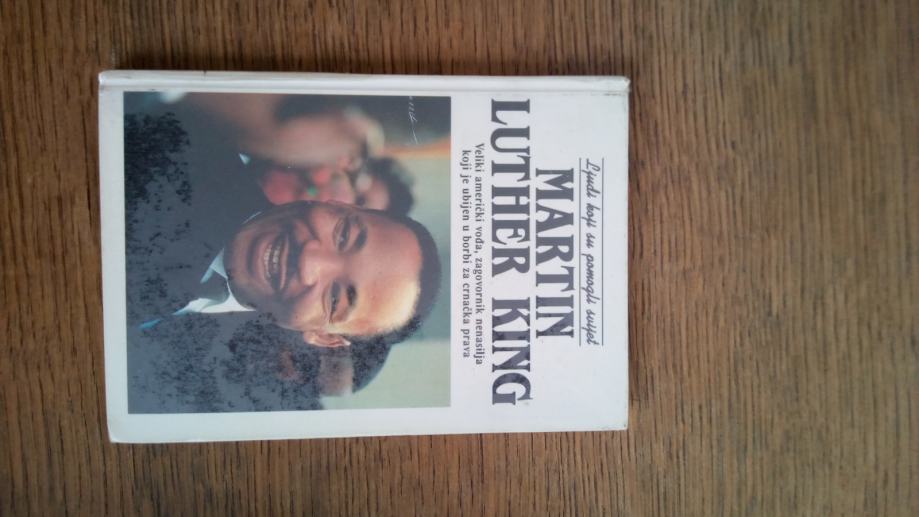 Ljudi koji su pomogli svijet
MARTIN
LUTHER KING
Veliki američki vođa, zagovornik nenasilja
koji je ubijen u borbi za crnačka prava